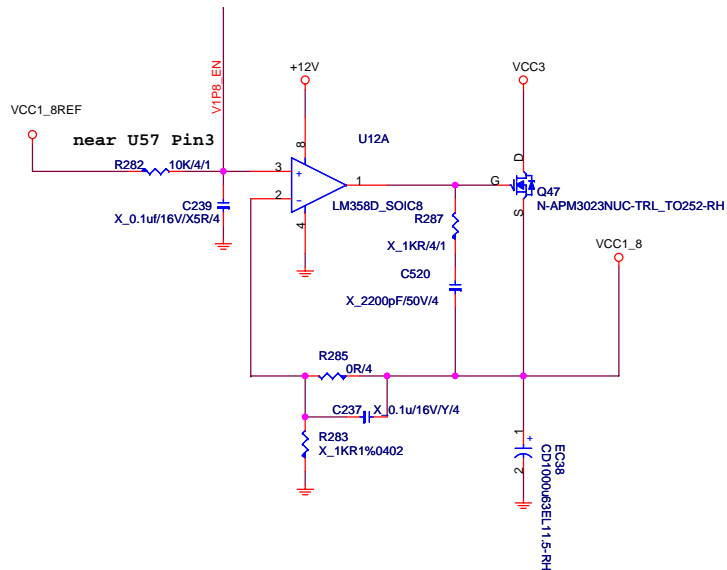 V1P8_EN
+12V
VCC3
VCC1_8REF
near U57 Pin3
U12A
R282
10K/4/1
8
3
+
1
D
G
Q47
C239
2
-
LM358D_SOIC8
N-APM3023NUC-TRL_TO252-RH
X_0.1uf/16V/X5R/4
4
R287
S
X_1KR/4/1
VCC1_8
C520
X_2200pF/50V/4
R285
0R/4
C237
X_0.1u/16V/Y/4
R283
X_1KR1%0402
1
+
2
EC38
CD1000u63EL11.5-RH